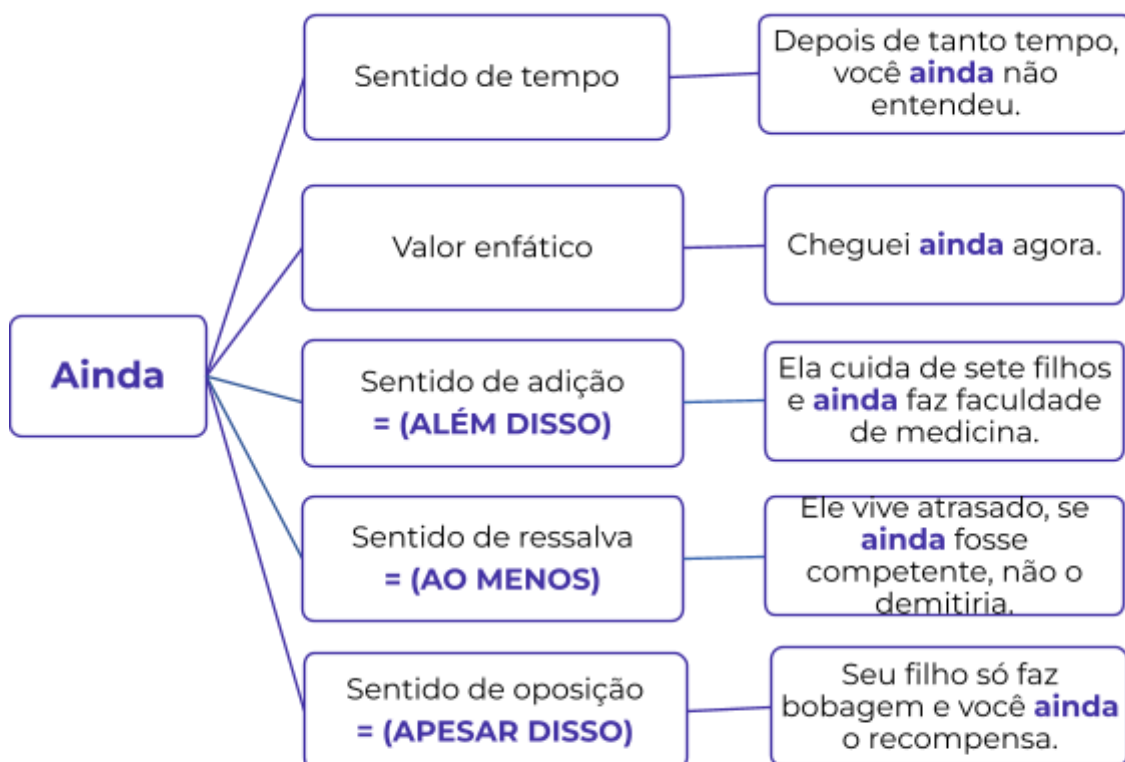 Sentido de tempo
Depois de tanto tempo,
você ainda não
entendeu.
Valor enfático
Cheguei ainda agora.
Ainda
Sentido de adição
= (ALÉM DISSO)
Ela cuida de sete filhos
e ainda faz faculdade
de medicina.
Sentido de ressalva
= (AO MENOS)
Ele vive atrasado, se
ainda fosse
competente, não o
demitiria.
Sentido de oposição
= (APESAR DISSO)
Seu filho só faz
bobagem e você ainda
o recompensa.